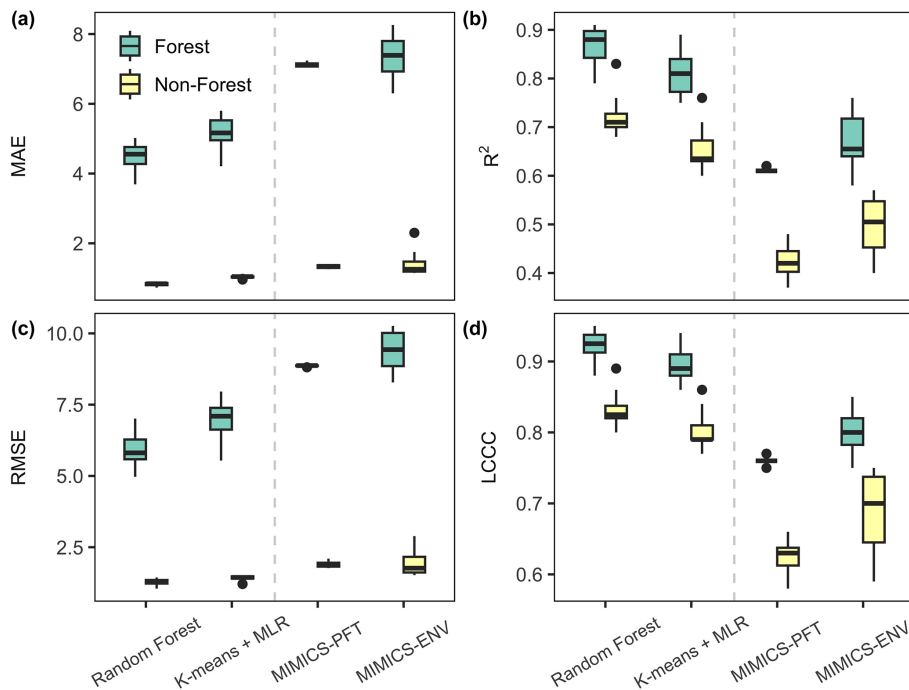 (a)
MAE
8
6
4
2
Forest
Non-Forest
(b)
R²
0.9
0.8
0.7
0.6
0.5
0.4
(c)
RMSE
10.0
7.5
5.0
2.5
Random Forest
K-means + MLR
MIMICS-PFT
MIMICS-ENV
(d)
LCCC
0.9
0.8
0.7
0.6
Random Forest
K-means + MLR
MIMICS-PFT
MIMICS-ENV